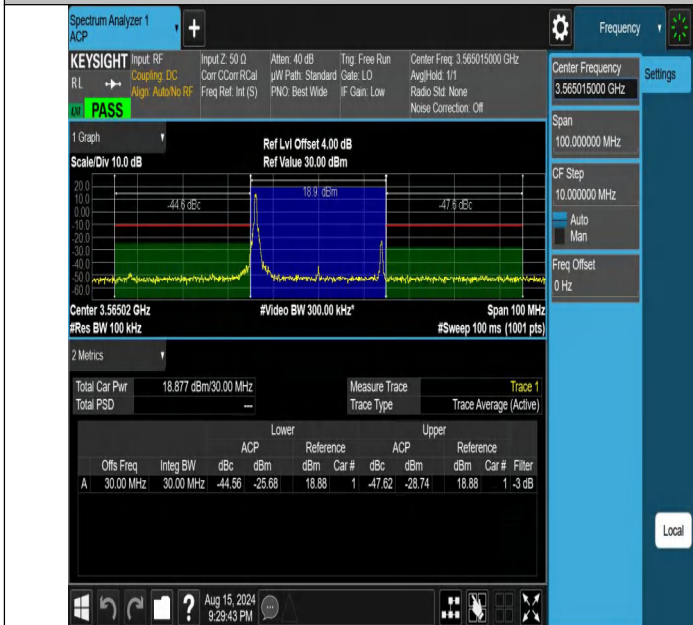 Spectrum Analyzer 1
ACP
Frequency
KEYSIGHT Input: RF Input Z: 50 Ω Atten: 40 dB Trig: Free Run Center Freq: 3.565015000 GHz
RL Coupling: DC Corr CCorr RCal µW Path: Standard Gate: LO Avg|Hold: 1/1
Align: Auto/No RF Freq Ref: Int (S) PNO: Best Wide IF Gain: Low Radio Std: None
PASS Noise Correction: Off
Center Frequency
3.565015000 GHz
Settings
Span
100.000000 MHz
CF Step
10.000000 MHz
Auto
Man
Freq Offset
0 Hz
Local
1 Graph Ref Lvl Offset 4.00 dB
Scale/Div 10.0 dB Ref Value 30.00 dBm
20.0
10.00
0.00
-10.0
-20.0
-30.0
-40.0
-50.0
-60.0
-44.6 dBc 18.9 dBm -47.6 dBc
Center 3.56502 GHz #Video BW 300.00 kHz* Span 100 MHz
#Res BW 100 kHz #Sweep 100 ms (1001 pts)
2 Metrics
Total Car Pwr 18.877 dBm/30.00 MHz Measure Trace Trace 1
Total PSD --- Trace Type Trace Average (Active)
Lower Upper
ACP Reference ACP Reference
Offs Freq Integ BW dBc dBm dBm Car # dBc dBm dBm Car # Filter
A 30.00 MHz 30.00 MHz -44.56 -25.68 18.88 1 -47.62 -28.74 18.88 1 -3 dB
? Aug 15, 2024
9:29:43 PM